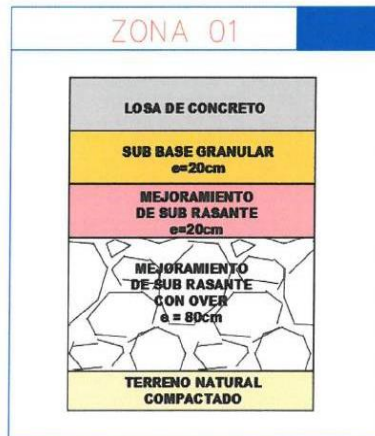 ZONA 01
LOSA DE CONCRETO
SUB BASE GRANULAR
e=20cm
MEJORAMIENTO
DE SUB RASANTE
e=20cm
MEJORAMIENTO
DE SUB RASANTE
CON OVER
e = 80cm
TERRENO NATURAL
COMPACTADO